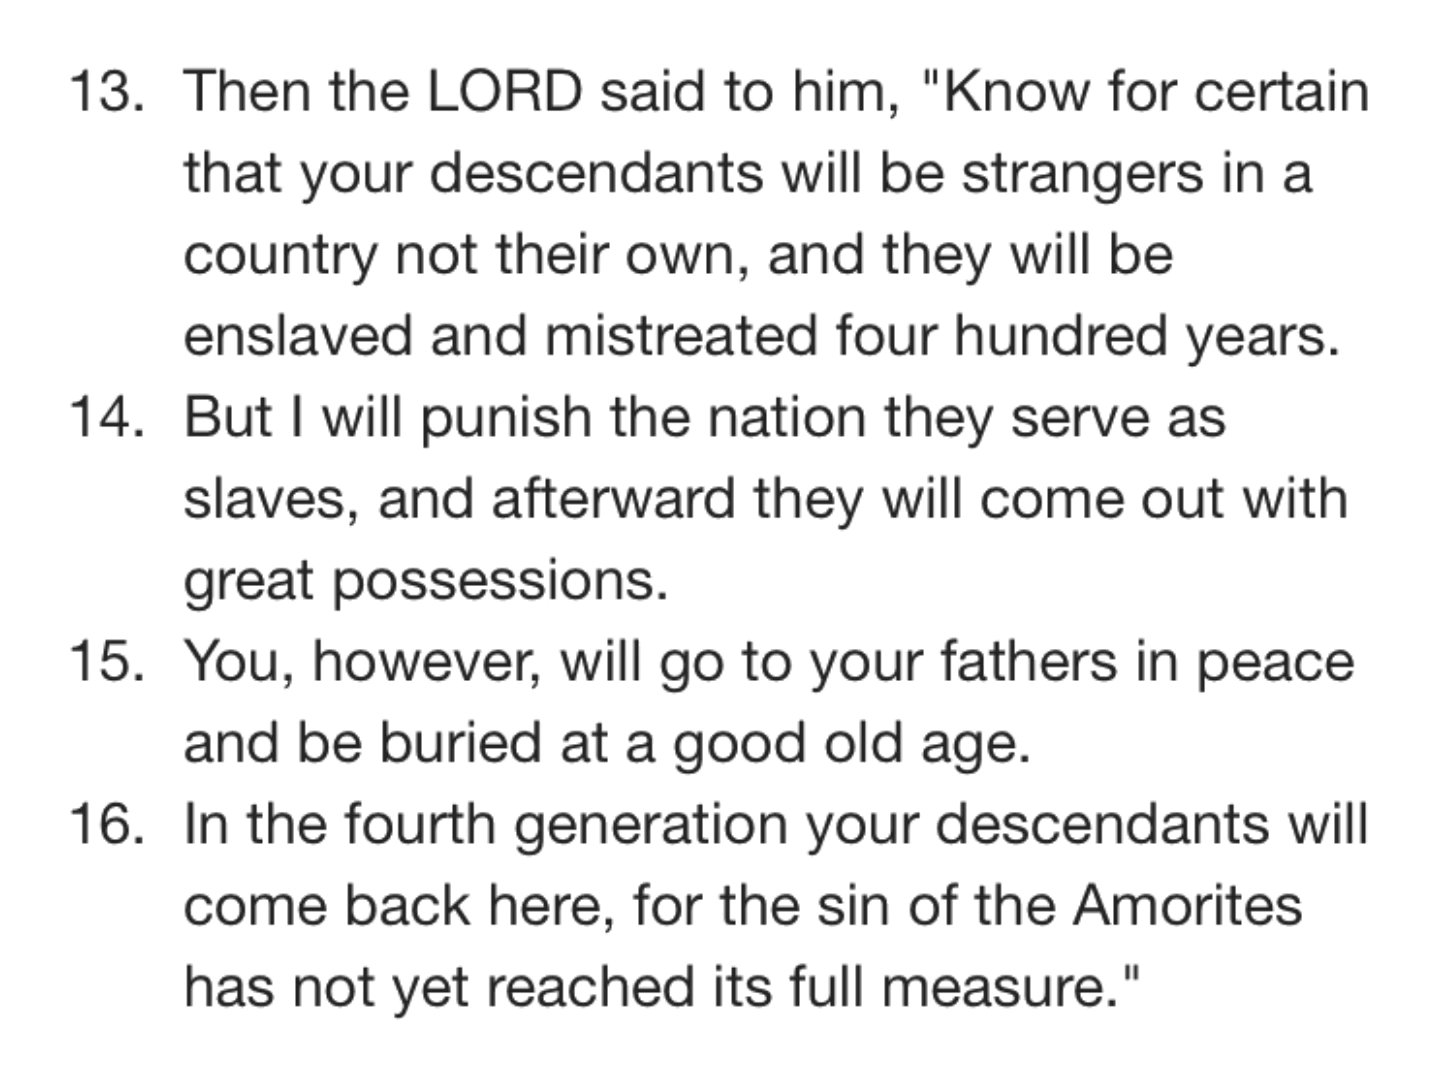 13. Then the LORD said to him, "Know for certain
that your descendants will be strangers in a
country not their own, and they will be
enslaved and mistreated four hundred years.
14. But I will punish the nation they serve as
slaves, and afterward they will come out with
great possessions.
15. You, however, will go to your fathers in peace
and be buried at a good old age.
16. In the fourth generation your descendants will
come back here, for the sin of the Amorites
has not yet reached its full measure."